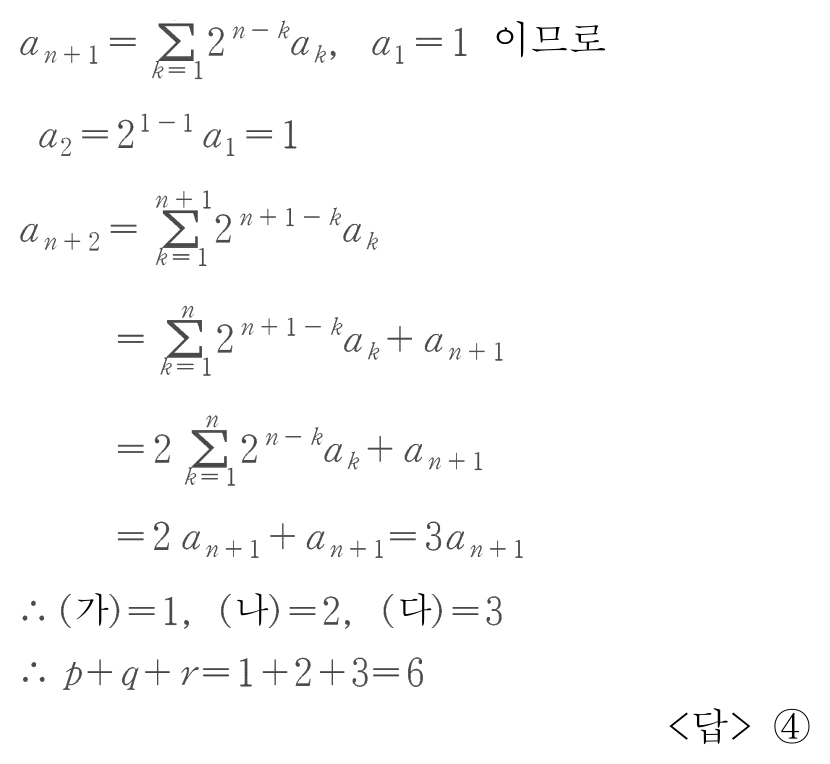 a_{n+1} = \sum_{k=1} 2^{n-k} a_k, a_1 = 1 이므로
a_2 = 2^{1-1} a_1 = 1
a_{n+2} = \sum_{k=1}^{n+1} 2^{n+1-k} a_k
= \sum_{k=1}^{n} 2^{n+1-k} a_k + a_{n+1}
= 2 \sum_{k=1}^{n} 2^{n-k} a_k + a_{n+1}
= 2 a_{n+1} + a_{n+1} = 3a_{n+1}
∴ (가)=1, (나)=2, (다)=3
∴ p+q+r=1+2+3=6
<답> ④